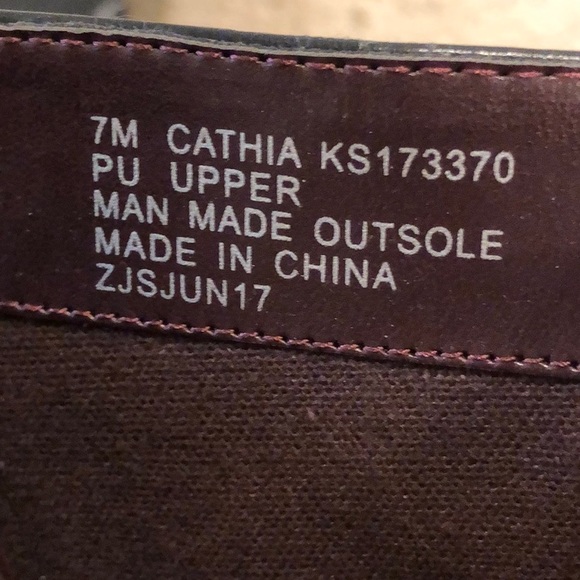 7M CATHIA KS173370
PU UPPER
MAN MADE OUTSOLE
MADE IN CHINA
ZJSJUN17